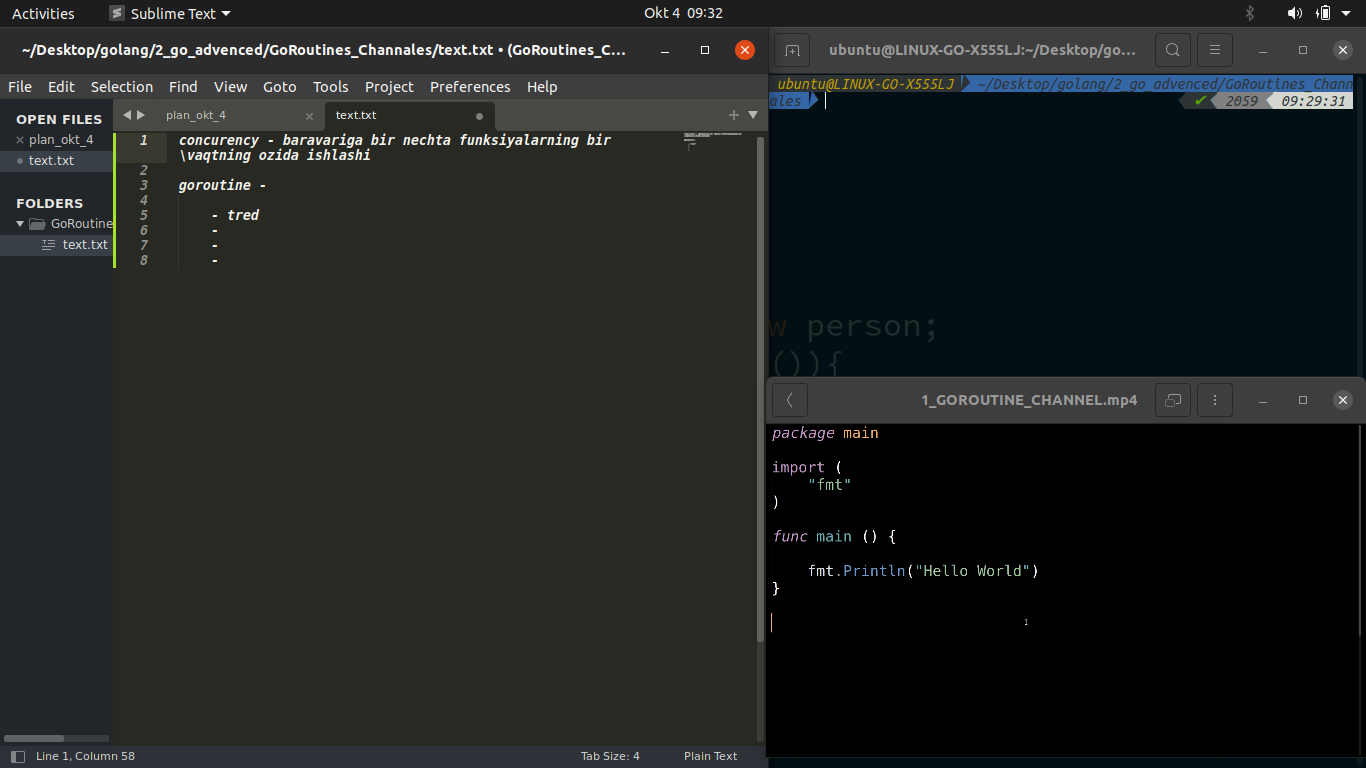 Activities
Sublime Text
Okt 4 09:32
~/Desktop/golang/2_go_advenced/GoRoutines_Channales/text.txt • (GoRoutines_C...
File Edit Selection Find View Goto Tools Project Preferences Help
OPEN FILES
plan_okt_4
text.txt
FOLDERS
GoRoutine
text.txt
plan_okt_4
text.txt
1 concurency - baravariga bir nechta funksiyalarning bir
\vaqtning ozida ishlashi
2
3 goroutine -
4
5 - tred
6 -
7 -
8 -
Line 1, Column 58
Tab Size: 4
Plain Text
ubuntu@LINUX-GO-X555LJ:~/Desktop/go...
ubuntu@LINUX-GO-X555LJ ~/Desktop/golang/2_go_advenced/GoRoutines_Chann
ales ✔ 2059 09:29:31
w person;
()){
1_GOROUTINE_CHANNEL.mp4
package main
import (
"fmt"
)
func main () {
fmt.Println("Hello World")
}